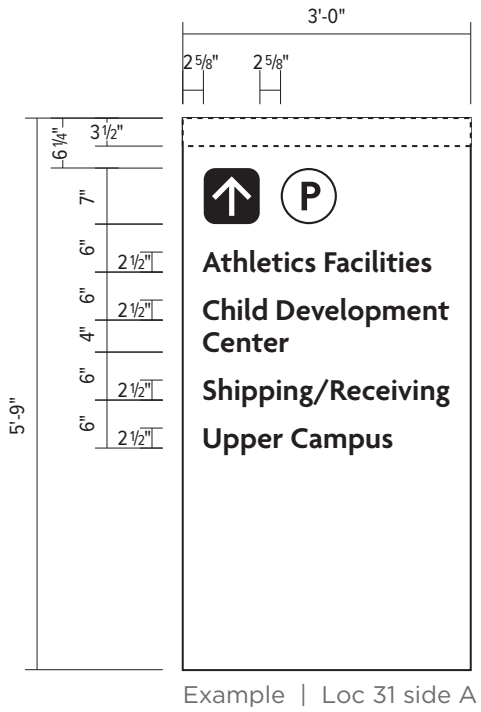 3'-0"
2 5/8" 2 5/8"
6 1/4"
3 1/2"
7"
P
6"
2 1/2"
Athletics Facilities
6"
2 1/2"
Child Development
4"
Center
6"
2 1/2"
Shipping/Receiving
5'-9"
6"
2 1/2"
Upper Campus
Example | Loc 31 side A